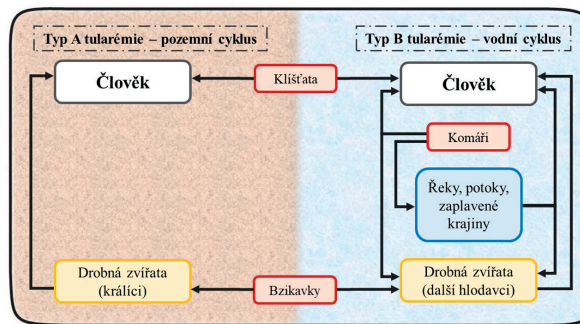 Typ A tularémie – pozemní cyklus
Typ B tularémie – vodní cyklus
Člověk
Klíšťata
Člověk
Komáři
Řeky, potoky,
zaplavené
krajiny
Drobná zvířata
(králíci)
Bzikavky
Drobná zvířata
(další hlodavci)